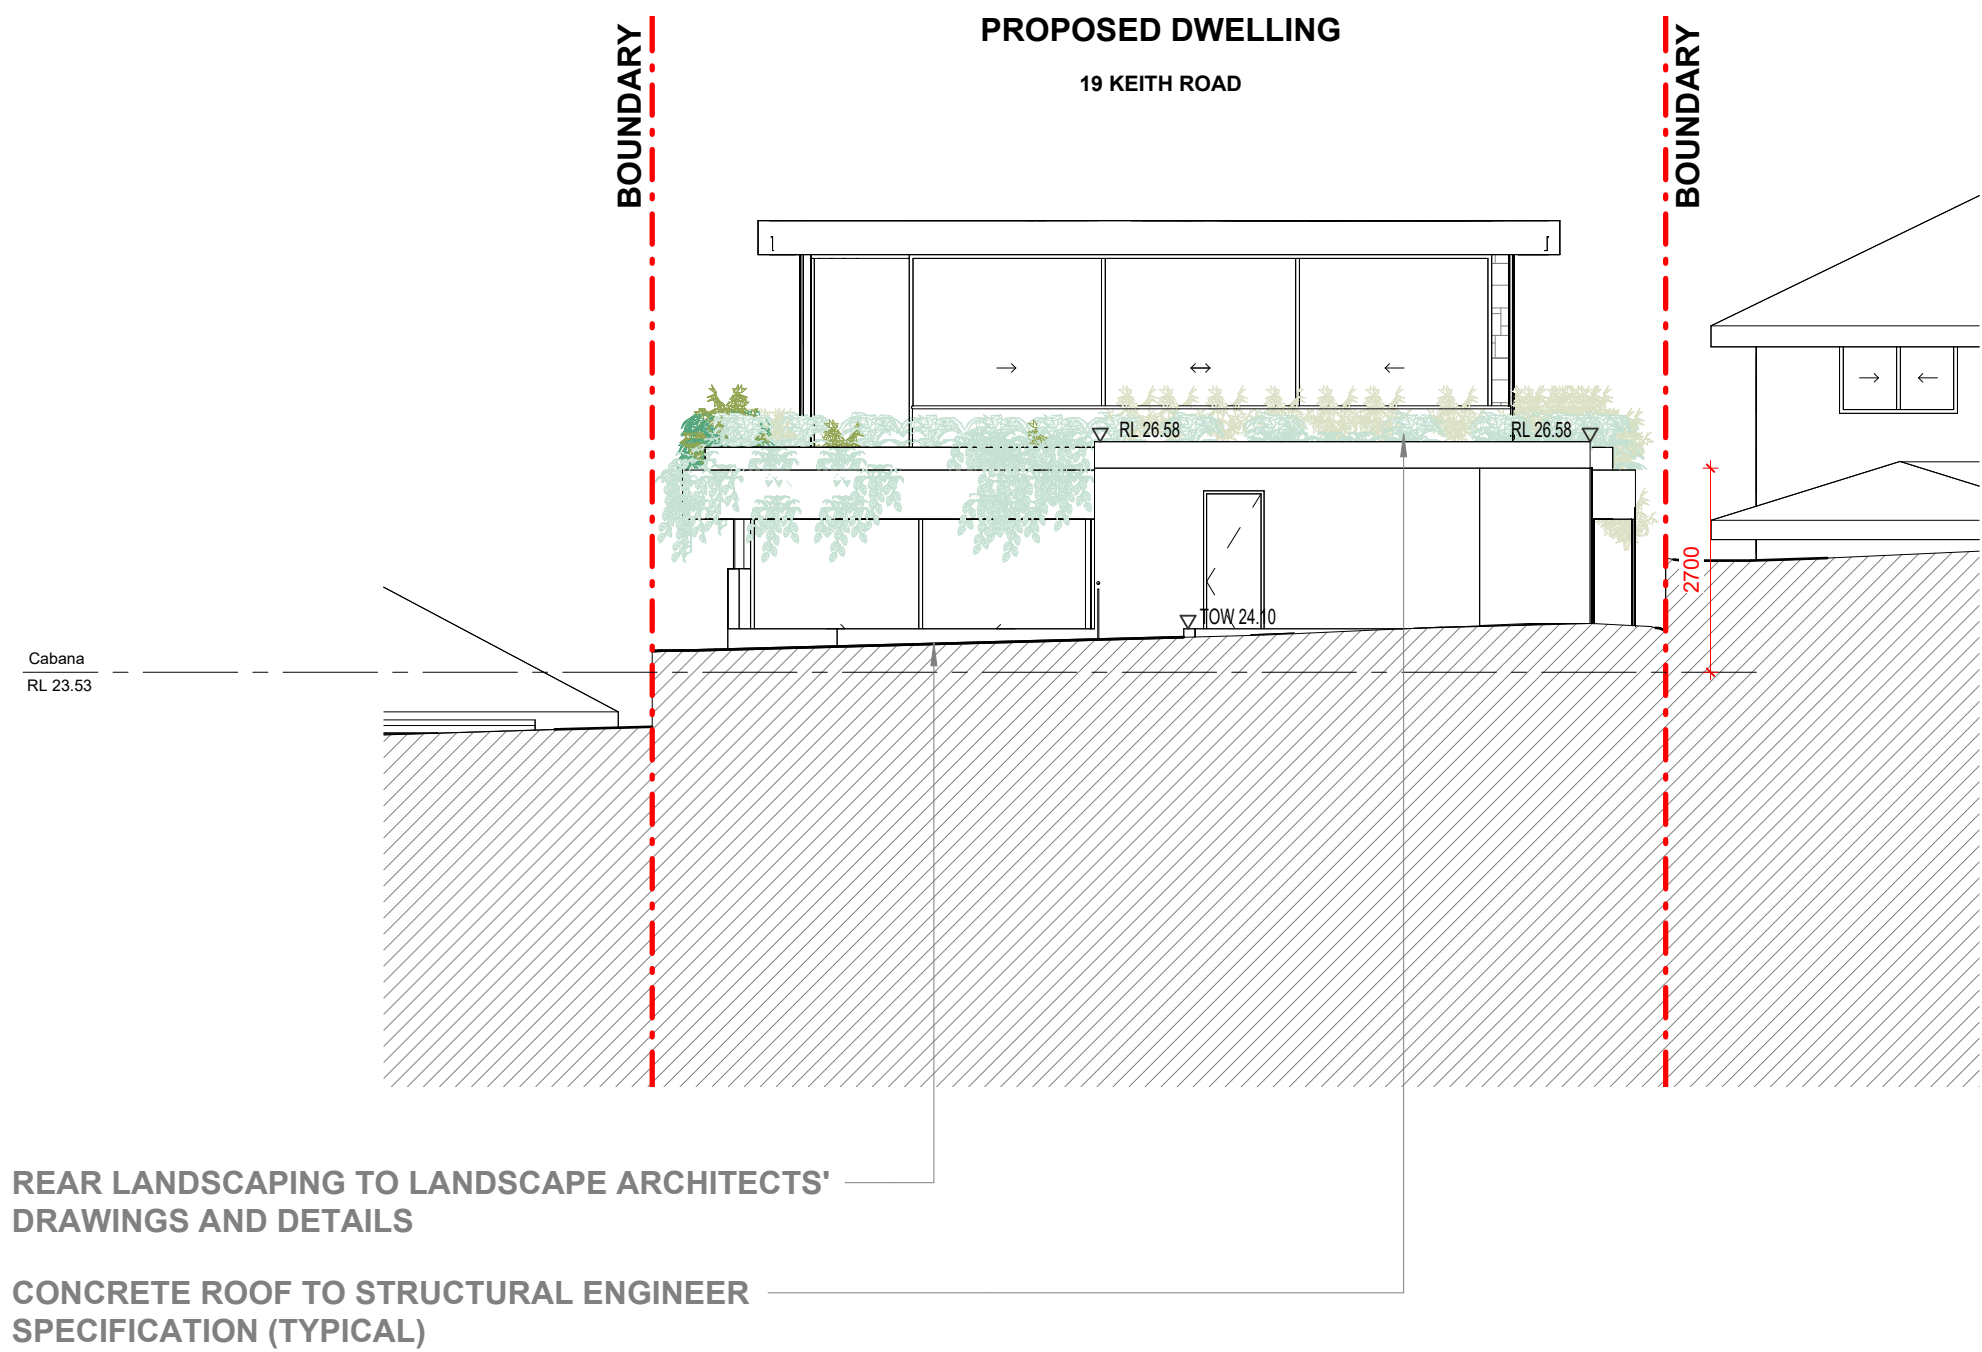 PROPOSED DWELLING
19 KEITH ROAD
BOUNDARY
BOUNDARY
RL 26.58
RL 26.58
2700
TOW 24.10
Cabana
RL 23.53
REAR LANDSCAPING TO LANDSCAPE ARCHITECTS'
DRAWINGS AND DETAILS
CONCRETE ROOF TO STRUCTURAL ENGINEER
SPECIFICATION (TYPICAL)